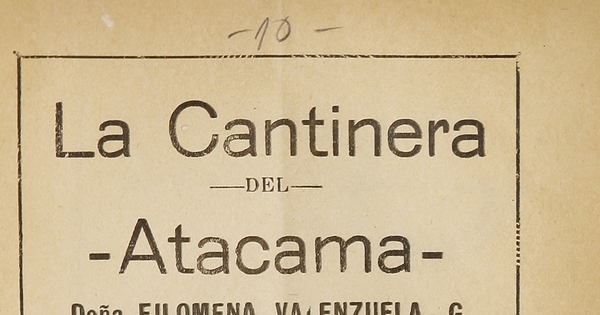 -10-
La Cantinera
—DEL—
-Atacama-
Doña FILOMENA VALENZUELA G.